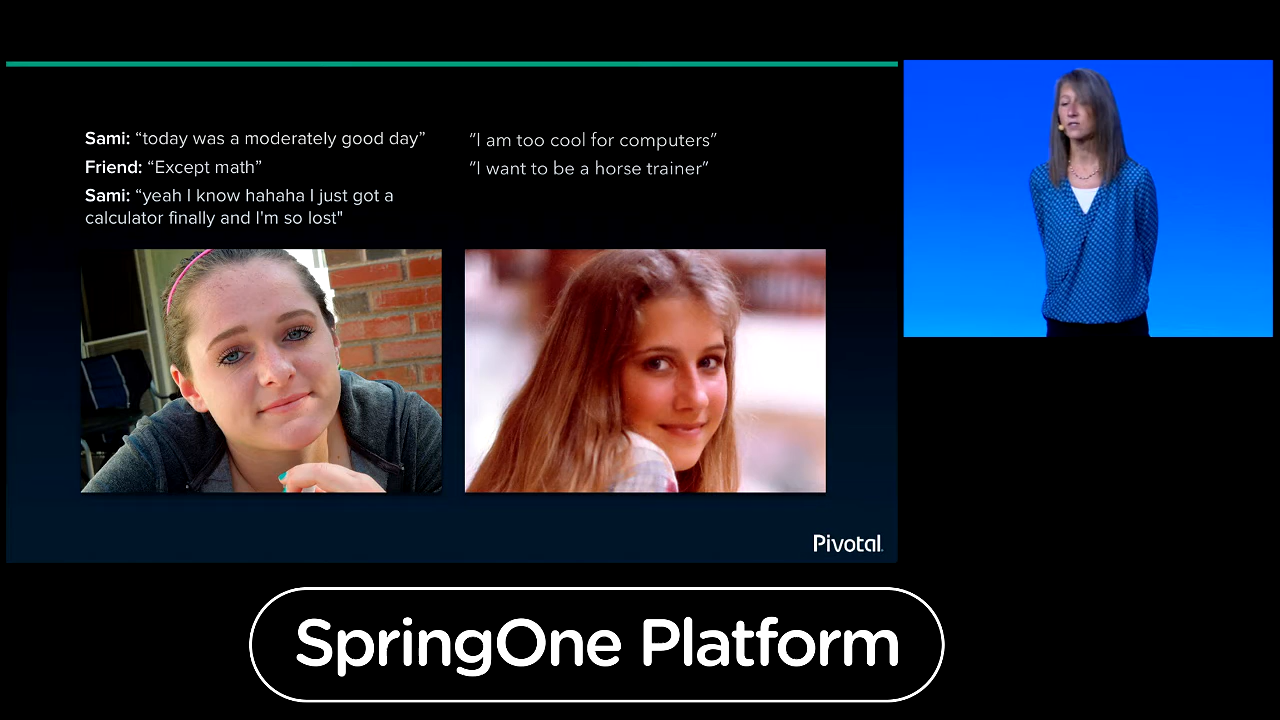 Sami: “today was a moderately good day”
Friend: “Except math”
Sami: “yeah I know hahaha I just got a
calculator finally and I'm so lost"
”I am too cool for computers”
”I want to be a horse trainer”
Pivotal
SpringOne Platform